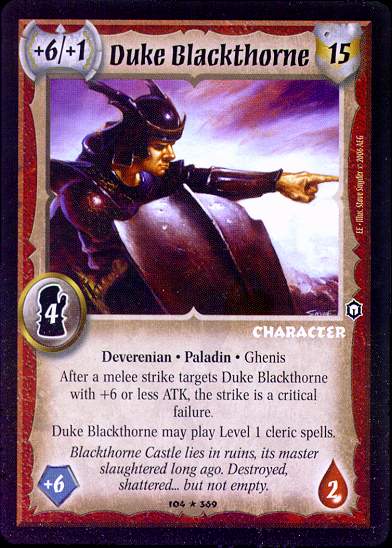 +6/+1
Duke Blackthorne
15
LE • Illus. Steve Snyder © 2006 AEG
4
CHARACTER
Deverenian • Paladin • Ghenis
After a melee strike targets Duke Blackthorne
with +6 or less ATK, the strike is a critical
failure.
Duke Blackthorne may play Level 1 cleric spells.
Blackthorne Castle lies in ruins, its master
slaughtered long ago. Destroyed,
shattered... but not empty.
+6
2
104 ★ 369